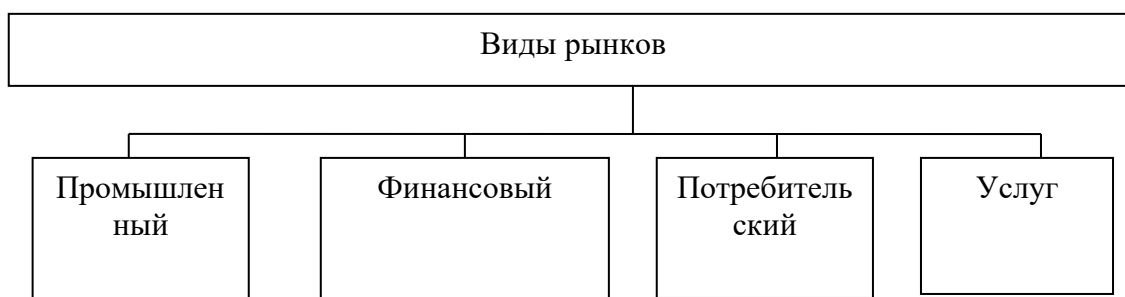 Виды рынков
Промышлен
ный
Финансовый
Потребитель
ский
Услуг